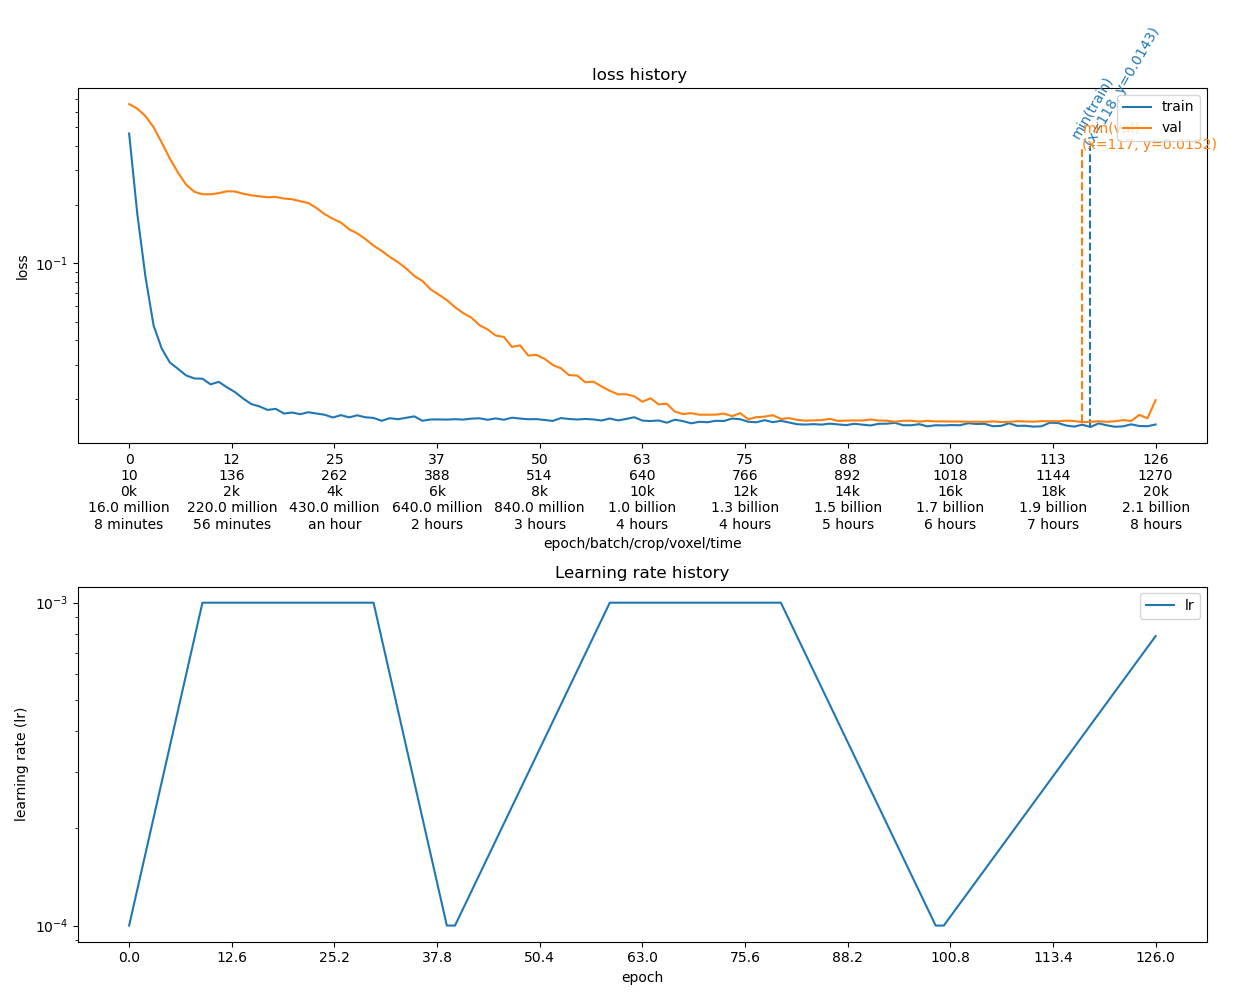 loss history
min(train)
(x=118, y=0.0143)
min(val)
(x=117, y=0.0152)
train
val
loss
10^-1
0 12 25 37 50 63 75 88 100 113 126
10 136 262 388 514 640 766 892 1018 1144 1270
0k 2k 4k 6k 8k 10k 12k 14k 16k 18k 20k
16.0 million 220.0 million 430.0 million 640.0 million 840.0 million 1.0 billion 1.3 billion 1.5 billion 1.7 billion 1.9 billion 2.1 billion
8 minutes 56 minutes an hour 2 hours 3 hours 4 hours 4 hours 5 hours 6 hours 7 hours 8 hours
epoch/batch/crop/voxel/time
Learning rate history
lr
learning rate (lr)
10^-3
10^-4
0.0 12.6 25.2 37.8 50.4 63.0 75.6 88.2 100.8 113.4 126.0
epoch